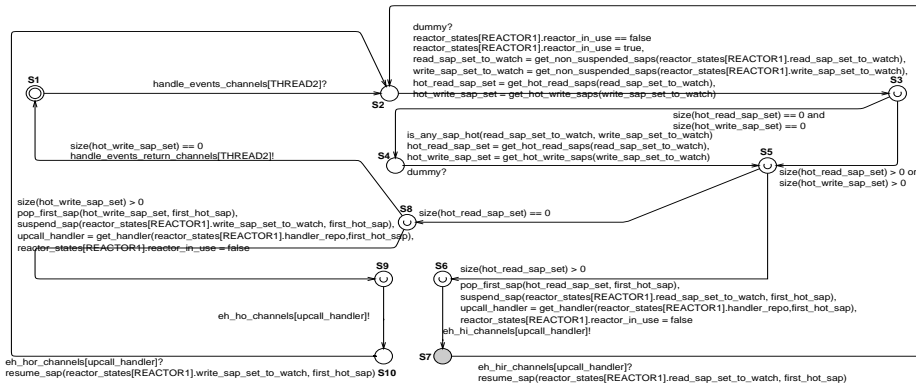 dummy?
reactor_states[REACTOR1].reactor_in_use == false
reactor_states[REACTOR1].reactor_in_use = true,
read_sap_set_to_watch = get_non_suspended_saps(reactor_states[REACTOR1].read_sap_set_to_watch),
write_sap_set_to_watch = get_non_suspended_saps(reactor_states[REACTOR1].write_sap_set_to_watch),
hot_read_sap_set = get_hot_read_saps(read_sap_set_to_watch),
hot_write_sap_set = get_hot_write_saps(write_sap_set_to_watch)
S1
handle_events_channels[THREAD2]?
S2
S3
size(hot_read_sap_set) == 0 and
size(hot_write_sap_set) == 0
is_any_sap_hot(read_sap_set_to_watch, write_sap_set_to_watch)
hot_read_sap_set = get_hot_read_saps(read_sap_set_to_watch),
hot_write_sap_set = get_hot_write_saps(write_set_to_watch)
S4
dummy?
S5
size(hot_read_sap_set) > 0 or
size(hot_write_sap_set) > 0
size(hot_write_sap_set) == 0
handle_events_return_channels[THREAD2]!
size(hot_write_sap_set) > 0
pop_first_sap(hot_write_sap_set, first_hot_sap),
suspend_sap(reactor_states[REACTOR1].write_sap_set_to_watch, first_hot_sap),
upcall_handler = get_handler(reactor_states[REACTOR1].handler_repo,first_hot_sap),
reactor_states[REACTOR1].reactor_in_use = false
S8
size(hot_read_sap_set) == 0
S9
S6
size(hot_read_sap_set) > 0
pop_first_sap(hot_read_sap_set, first_hot_sap),
suspend_sap(reactor_states[REACTOR1].read_sap_set_to_watch, first_hot_sap),
upcall_handler = get_handler(reactor_states[REACTOR1].handler_repo,first_hot_sap),
reactor_states[REACTOR1].reactor_in_use = false
eh_ho_channels[upcall_handler]!
eh_hi_channels[upcall_handler]!
S7
eh_hor_channels[upcall_handler]?
resume_sap(reactor_states[REACTOR1].write_sap_set_to_watch, first_hot_sap)
S10
eh_hir_channels[upcall_handler]?
resume_sap(reactor_states[REACTOR1].read_sap_set_to_watch, first_hot_sap)